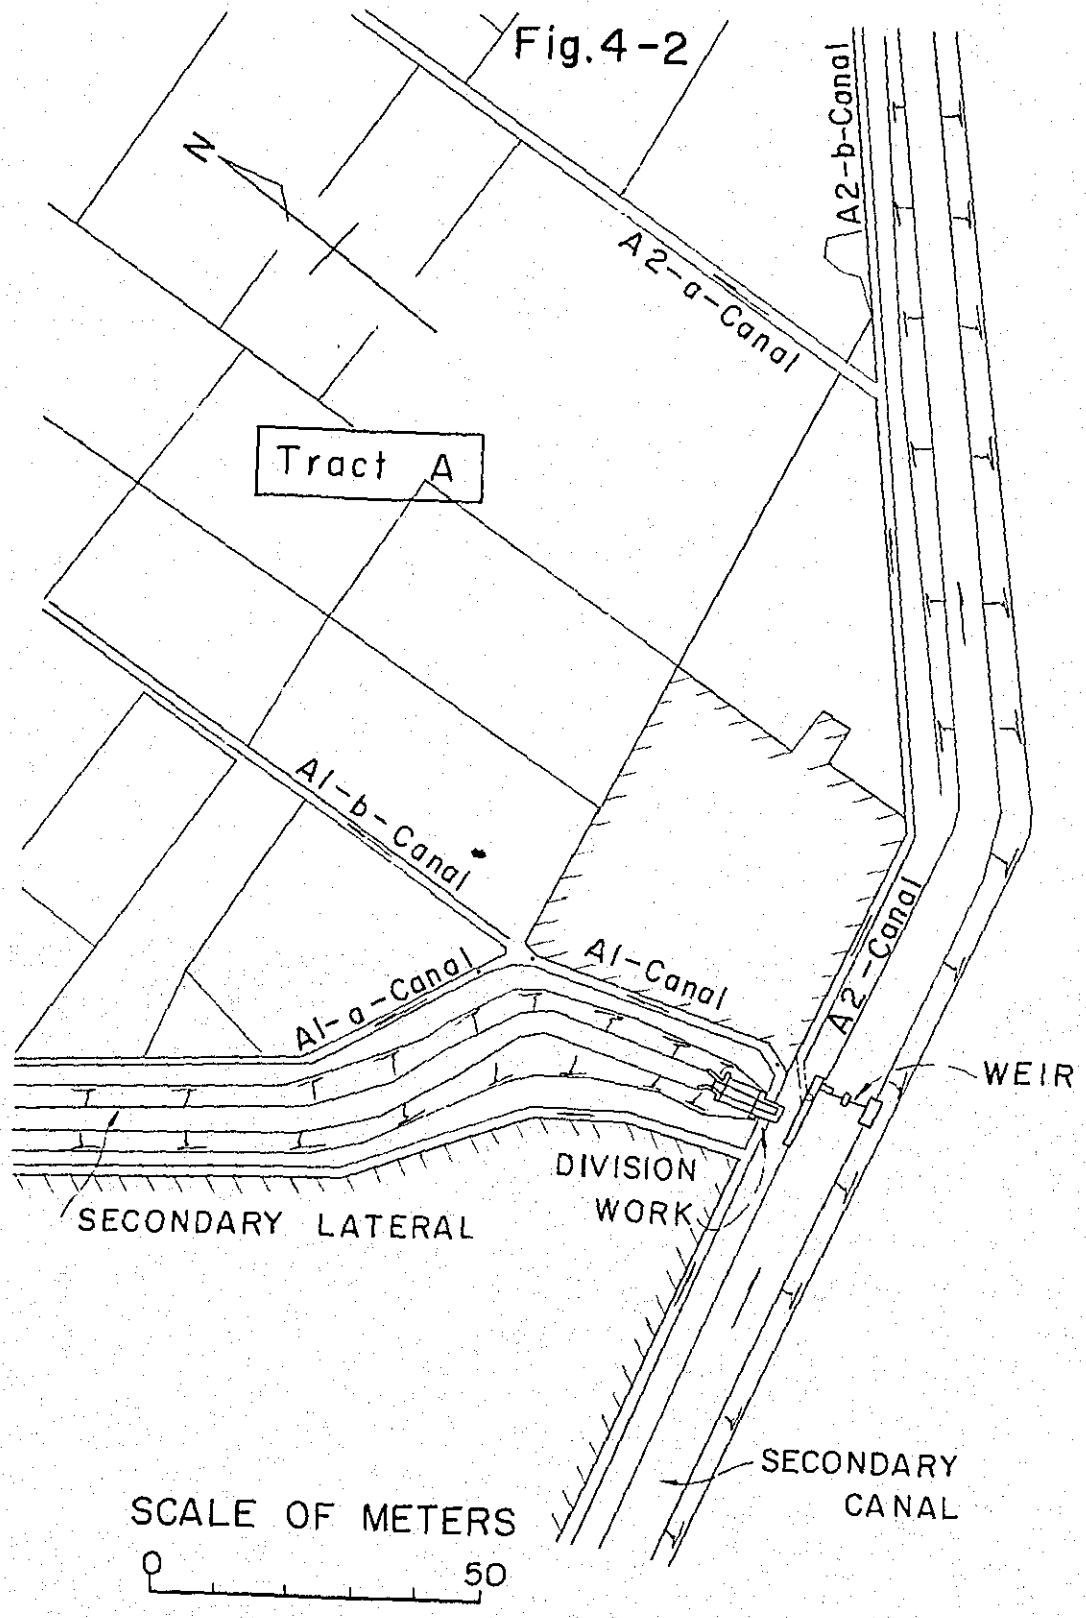 Fig.4-2
A2-b-Canal
N
A2-a-Canal
Tract A
A1-b-Canal
A1-a-Canal
A1-Canal
A2-Canal
WEIR
DIVISION
WORK
SECONDARY LATERAL
SECONDARY
CANAL
SCALE OF METERS
0 50